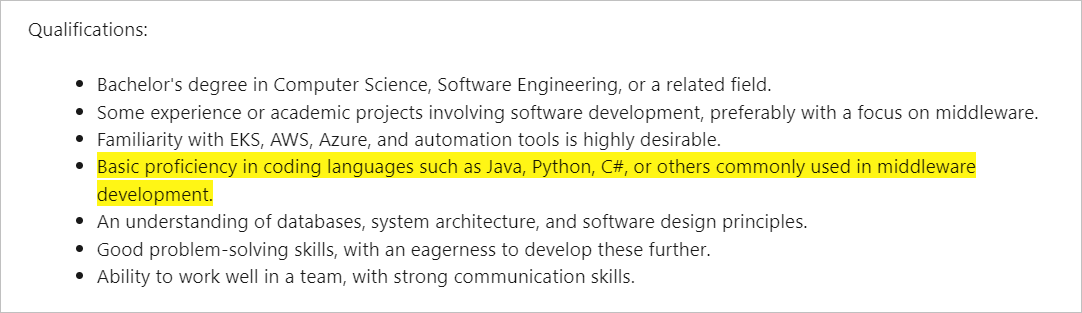 Qualifications:
• Bachelor's degree in Computer Science, Software Engineering, or a related field.
• Some experience or academic projects involving software development, preferably with a focus on middleware.
• Familiarity with EKS, AWS, Azure, and automation tools is highly desirable.
• Basic proficiency in coding languages such as Java, Python, C#, or others commonly used in middleware
development.
• An understanding of databases, system architecture, and software design principles.
• Good problem-solving skills, with an eagerness to develop these further.
• Ability to work well in a team, with strong communication skills.